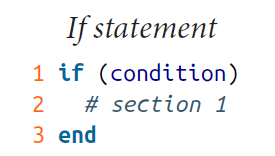 If statement
1 if (condition)
2 # section 1
3 end